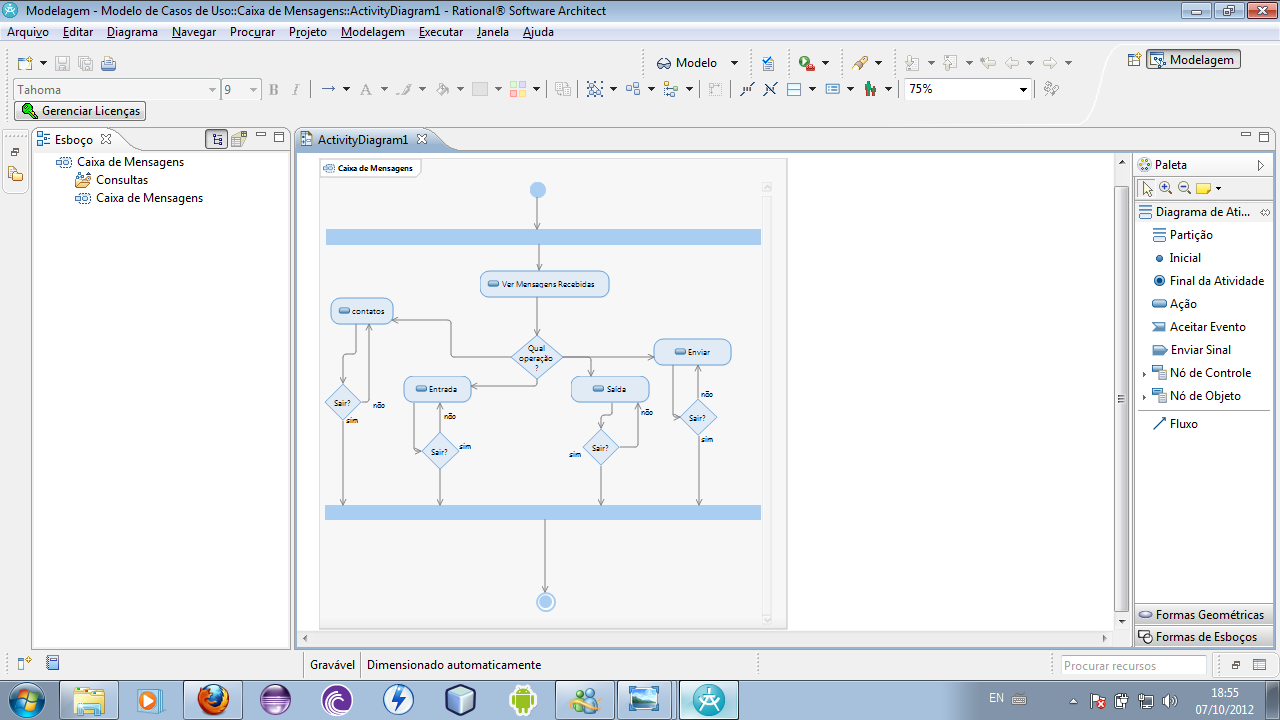 Modelagem - Modelo de Casos de Uso::Caixa de Mensagens::ActivityDiagram1 - Rational® Software Architect
Arquivo Editar Diagrama Navegar Procurar Projeto Modelagem Executar Janela Ajuda
Modelo
Modelagem
Tahoma 9 B I A 75%
Gerenciar Licenças
Esboço
Caixa de Mensagens
Consultas
Caixa de Mensagens
ActivityDiagram1
Caixa de Mensagens
Ver Mensagens Recebidas
contatos
Qual
operação
?
Enviar
Entrada
Saída
Sair?
não
sim
não
Sair?
sim
não
Sair?
sim
não
Sair?
sim
Paleta
Diagrama de Ati...
Partição
Inicial
Final da Atividade
Ação
Aceitar Evento
Enviar Sinal
Nó de Controle
Nó de Objeto
Fluxo
Formas Geométricas
Formas de Esboços
Gravável
Dimensionado automaticamente
Procurar recursos
EN
18:55
07/10/2012